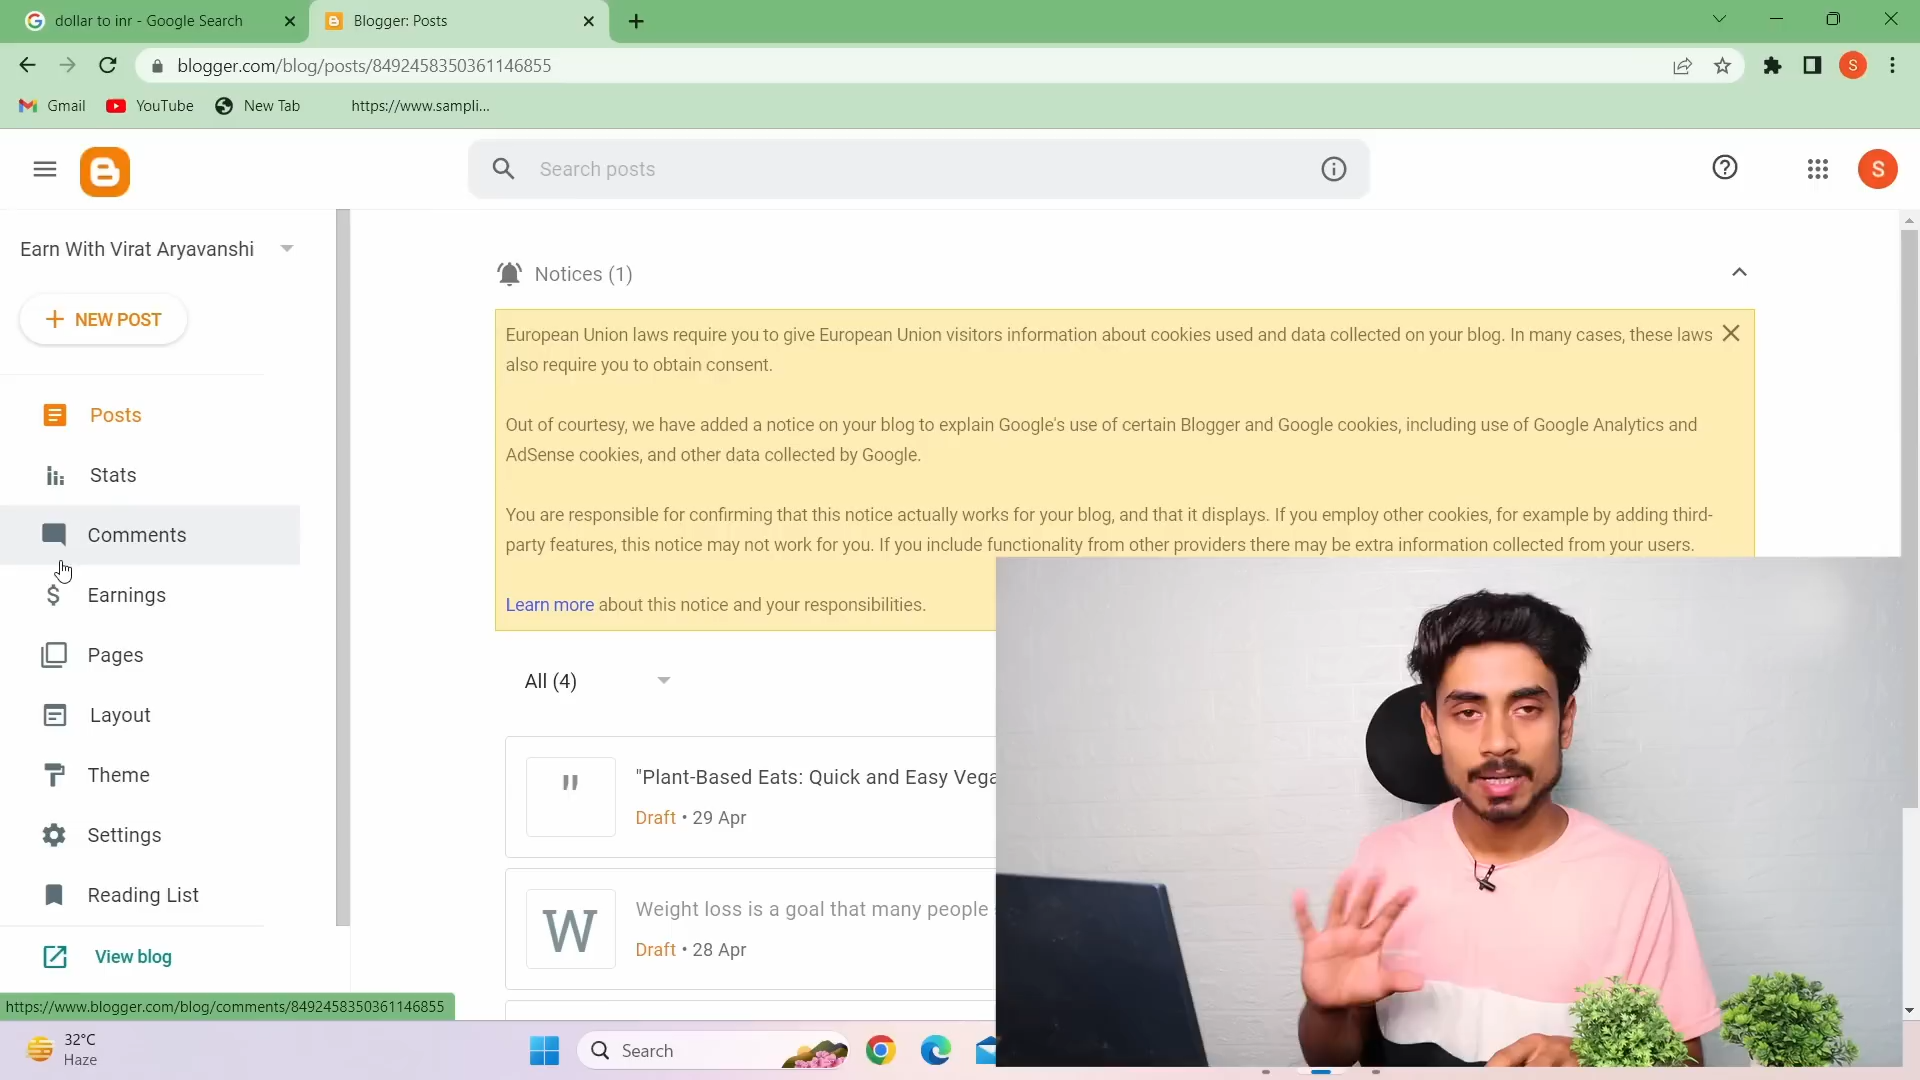 dollar to inr - Google Search
Blogger: Posts
blogger.com/blog/posts/8492458350361146855
S
Gmail
YouTube
New Tab
https://www.sampli...
Search posts
S
Earn With Virat Aryavanshi
NEW POST
Posts
Stats
Comments
Earnings
Pages
Layout
Theme
Settings
Reading List
View blog
https://www.blogger.com/blog/comments/8492458350361146855
Notices (1)
European Union laws require you to give European Union visitors information about cookies used and data collected on your blog. In many cases, these laws
also require you to obtain consent.
Out of courtesy, we have added a notice on your blog to explain Google's use of certain Blogger and Google cookies, including use of Google Analytics and
AdSense cookies, and other data collected by Google.
You are responsible for confirming that this notice actually works for your blog, and that it displays. If you employ other cookies, for example by adding third-
party features, this notice may not work for you. If you include functionality from other providers there may be extra information collected from your users.
Learn more about this notice and your responsibilities.
All (4)
"
"Plant-Based Eats: Quick and Easy Vega
Draft • 29 Apr
W
Weight loss is a goal that many people
Draft • 28 Apr
32°C
Haze
Search